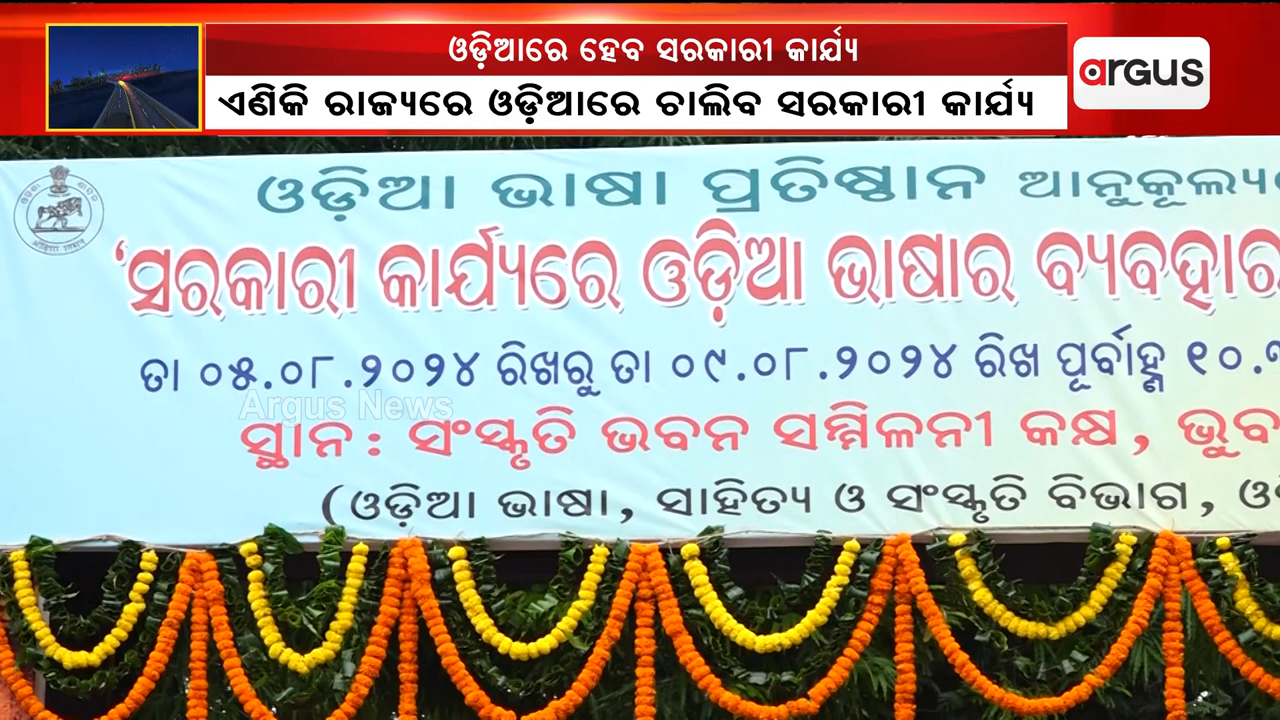 ଓଡ଼ିଆରେ ହେବ ସରକାରୀ କାର୍ଯ୍ୟ
ଏଣିକି ରାଜ୍ୟରେ ଓଡ଼ିଆରେ ଚାଲିବ ସରକାରୀ କାର୍ଯ୍ୟ
argus
ଓଡ଼ିଆ ଭାଷା ପ୍ରତିଷ୍ଠାନ ଆନୁକୂଲ୍ୟ
‘ସରକାରୀ କାର୍ଯ୍ୟରେ ଓଡ଼ିଆ ଭାଷାର ବ୍ୟବହାର
ତା ୦୫.୦୮.୨୦୨୪ ରିଖରୁ ତା ୦୯.୦୮.୨୦୨୪ ରିଖ ପୂର୍ବାହ୍ଣ ୧୦.୩
Argus News
ସ୍ଥାନ: ସଂସ୍କୃତି ଭବନ ସମ୍ମିଳନୀ କକ୍ଷ, ଭୁବ
(ଓଡ଼ିଆ ଭାଷା, ସାହିତ୍ୟ ଓ ସଂସ୍କୃତି ବିଭାଗ, ଓ